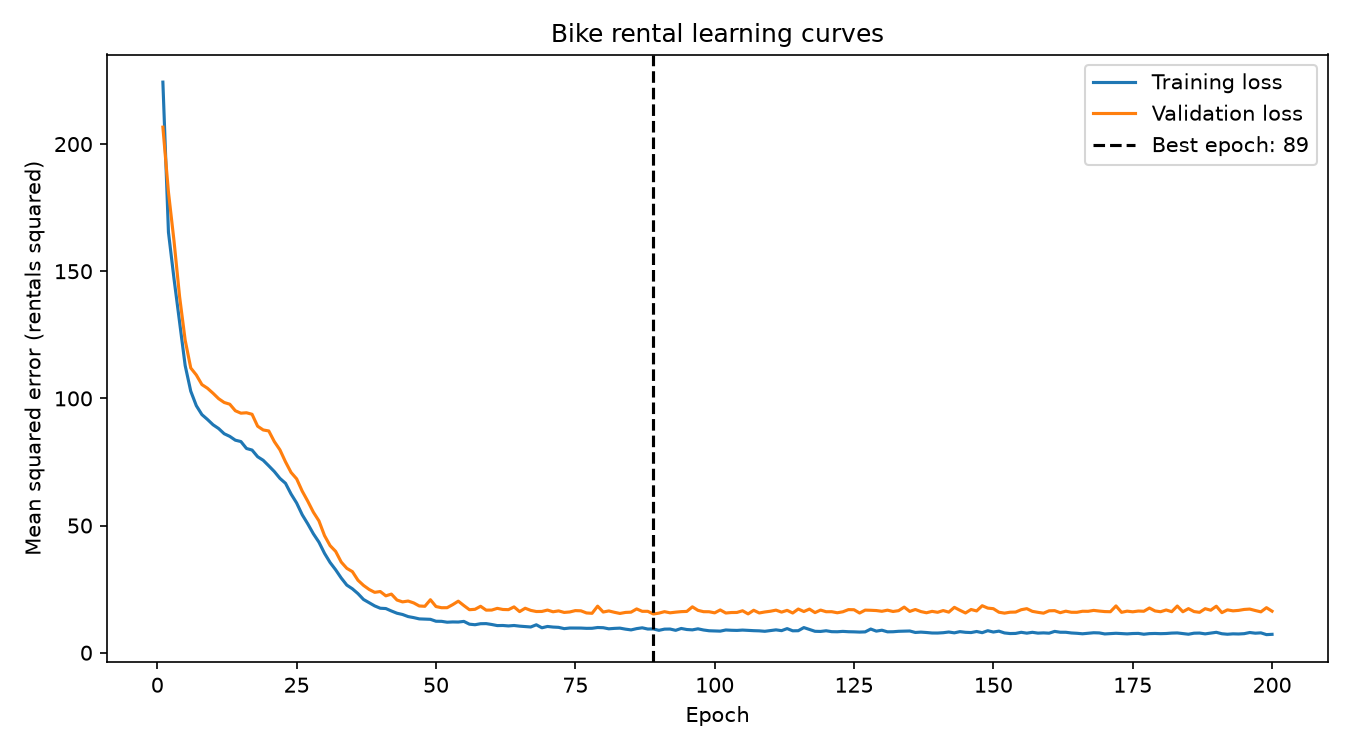 Bike rental learning curves
Training loss
Validation loss
Best epoch: 89
Mean squared error (rentals squared)
200
150
100
50
0
0 25 50 75 100 125 150 175 200
Epoch